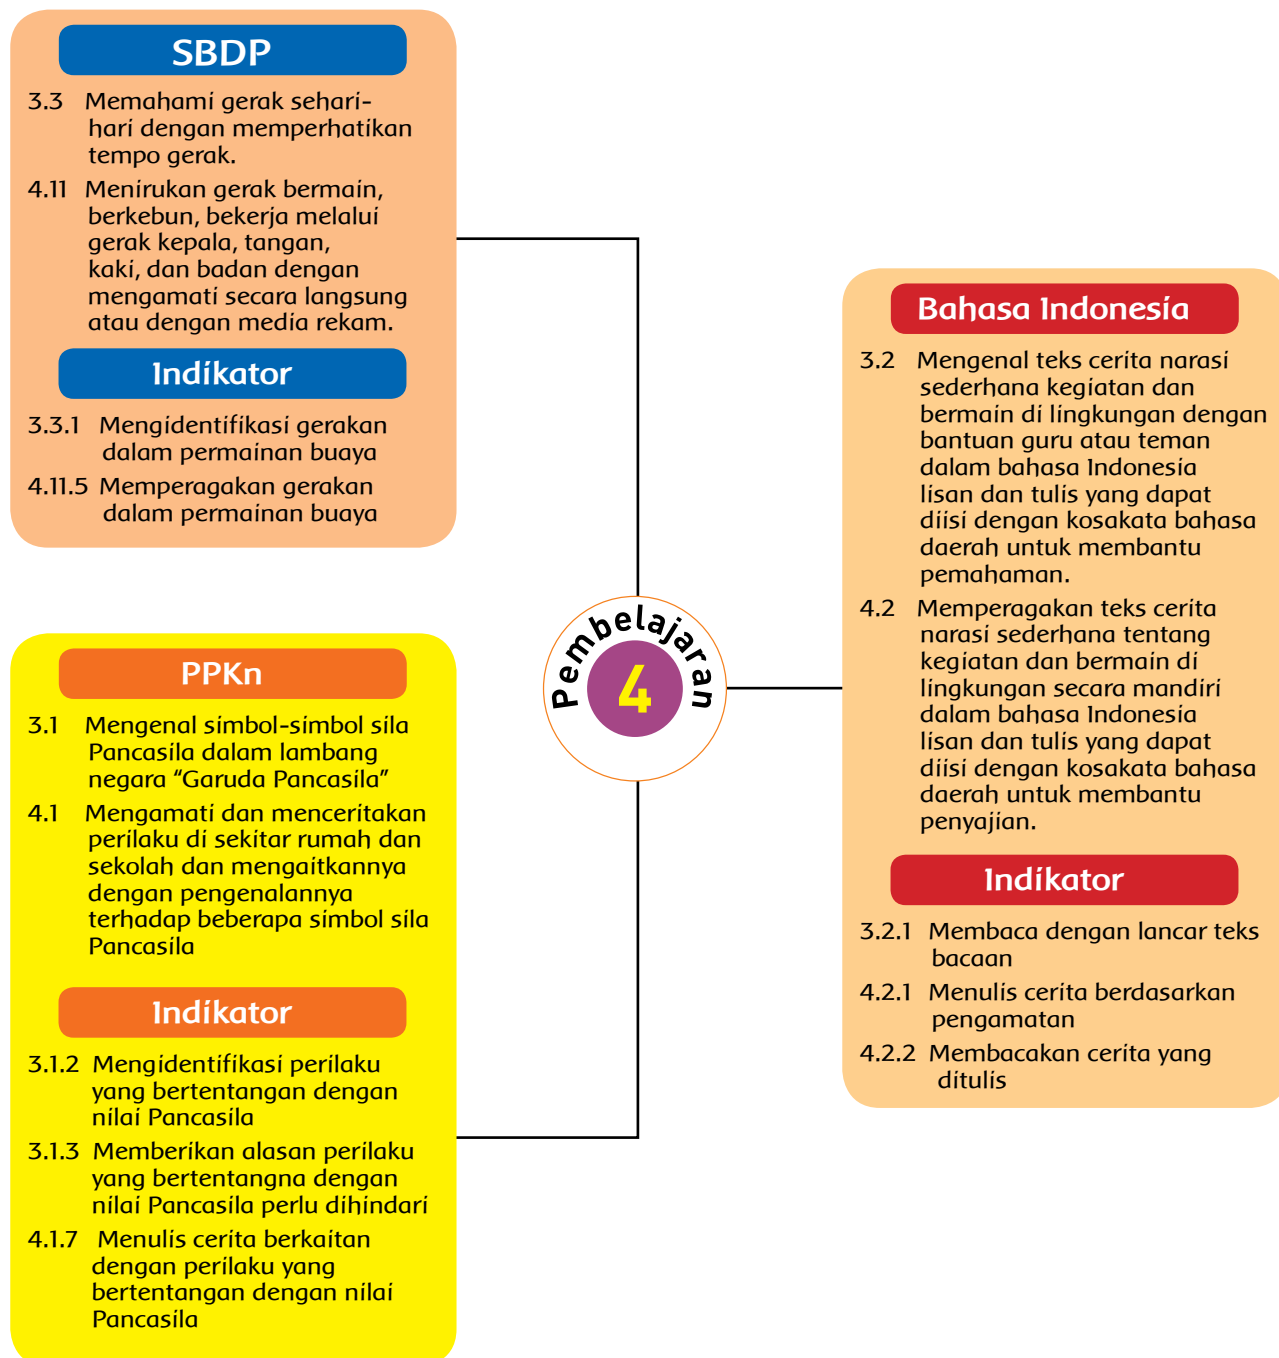 SBDP
3.3 Memahami gerak sehari-
hari dengan memperhatikan
tempo gerak.
4.11 Menirukan gerak bermain,
berkebun, bekerja melalui
gerak kepala, tangan,
kaki, dan badan dengan
mengamati secara langsung
atau dengan media rekam.
Indikator
3.3.1 Mengidentifikasi gerakan
dalam permainan buaya
4.11.5 Memperagakan gerakan
dalam permainan buaya
PPKn
3.1 Mengenal simbol-simbol sila
Pancasila dalam lambang
negara “Garuda Pancasila”
4.1 Mengamati dan menceritakan
perilaku di sekitar rumah dan
sekolah dan mengaitkannya
dengan pengenalannya
terhadap beberapa simbol sila
Pancasila
Indikator
3.1.2 Mengidentifikasi perilaku
yang bertentangan dengan
nilai Pancasila
3.1.3 Memberikan alasan perilaku
yang bertentangna dengan
nilai Pancasila perlu dihindari
4.1.7 Menulis cerita berkaitan
dengan perilaku yang
bertentangan dengan nilai
Pancasila
Pembelajaran
4
Bahasa Indonesia
3.2 Mengenal teks cerita narasi
sederhana kegiatan dan
bermain di lingkungan dengan
bantuan guru atau teman
dalam bahasa Indonesia
lisan dan tulis yang dapat
diisi dengan kosakata bahasa
daerah untuk membantu
pemahaman.
4.2 Memperagakan teks cerita
narasi sederhana tentang
kegiatan dan bermain di
lingkungan secara mandiri
dalam bahasa Indonesia
lisan dan tulis yang dapat
diisi dengan kosakata bahasa
daerah untuk membantu
penyajian.
Indikator
3.2.1 Membaca dengan lancar teks
bacaan
4.2.1 Menulis cerita berdasarkan
pengamatan
4.2.2 Membacakan cerita yang
ditulis